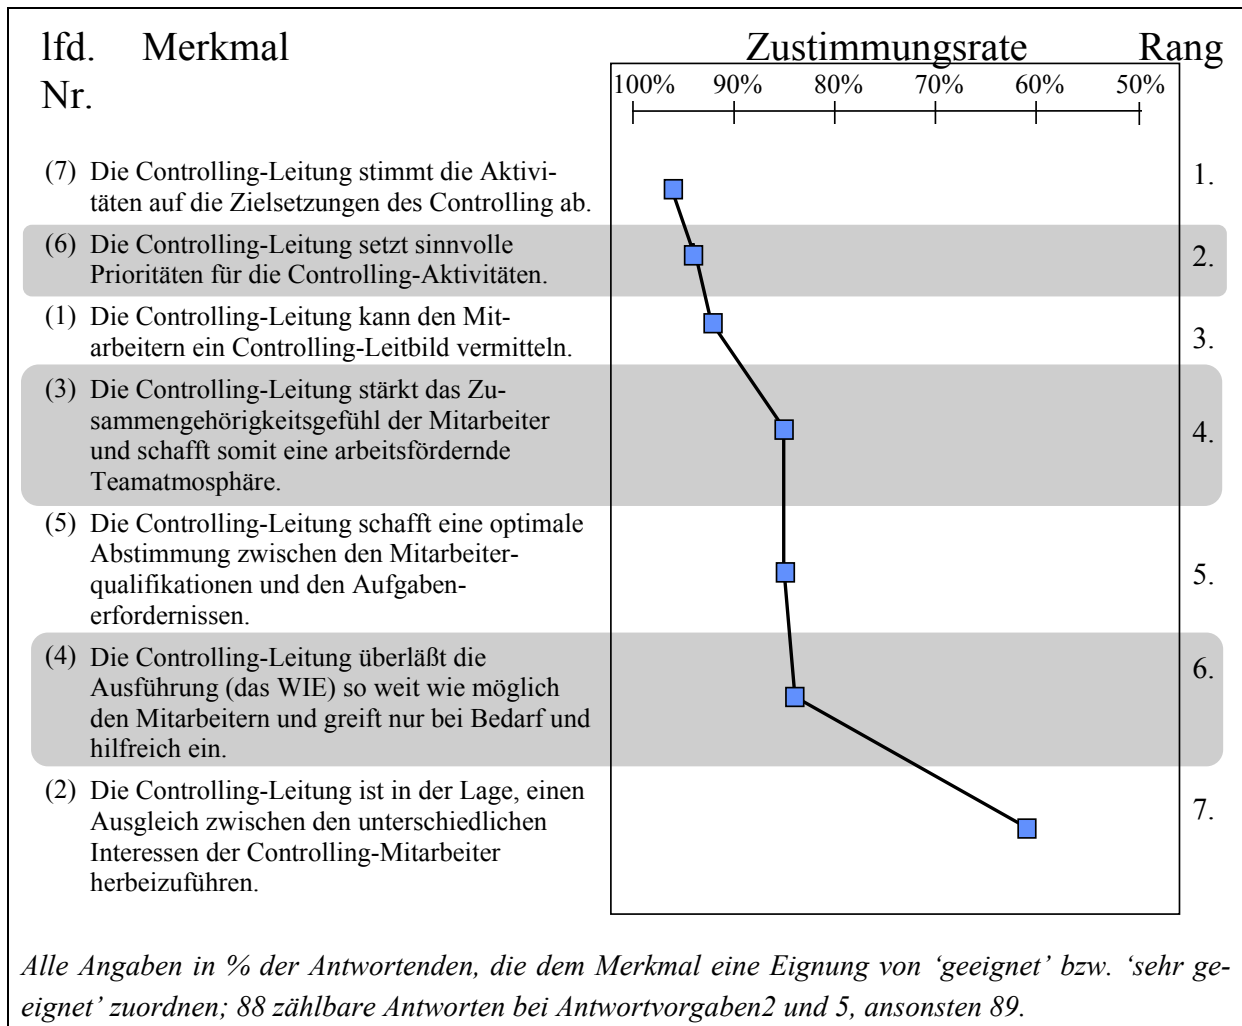 lfd. Merkmal Zustimmungsrate Rang
Nr.
100% 90% 80% 70% 60% 50%
(7) Die Controlling-Leitung stimmt die Aktivi-
täten auf die Zielsetzungen des Controlling ab.
1.
(6) Die Controlling-Leitung setzt sinnvolle
Prioritäten für die Controlling-Aktivitäten.
2.
(1) Die Controlling-Leitung kann den Mit-
arbeitern ein Controlling-Leitbild vermitteln.
3.
(3) Die Controlling-Leitung stärkt das Zu-
sammengehörigkeitsgefühl der Mitarbeiter
und schafft somit eine arbeitsfördernde
Teamatmosphäre.
4.
(5) Die Controlling-Leitung schafft eine optimale
Abstimmung zwischen den Mitarbeiter-
qualifikationen und den Aufgaben-
erfordernissen.
5.
(4) Die Controlling-Leitung überläßt die
Ausführung (das WIE) so weit wie möglich
den Mitarbeitern und greift nur bei Bedarf und
hilfreich ein.
6.
(2) Die Controlling-Leitung ist in der Lage, einen
Ausgleich zwischen den unterschiedlichen
Interessen der Controlling-Mitarbeiter
herbeizuführen.
7.
Alle Angaben in % der Antwortenden, die dem Merkmal eine Eignung von ‘geeignet’ bzw. ‘sehr ge-
eignet’ zuordnen; 88 zählbare Antworten bei Antwortvorgaben2 und 5, ansonsten 89.